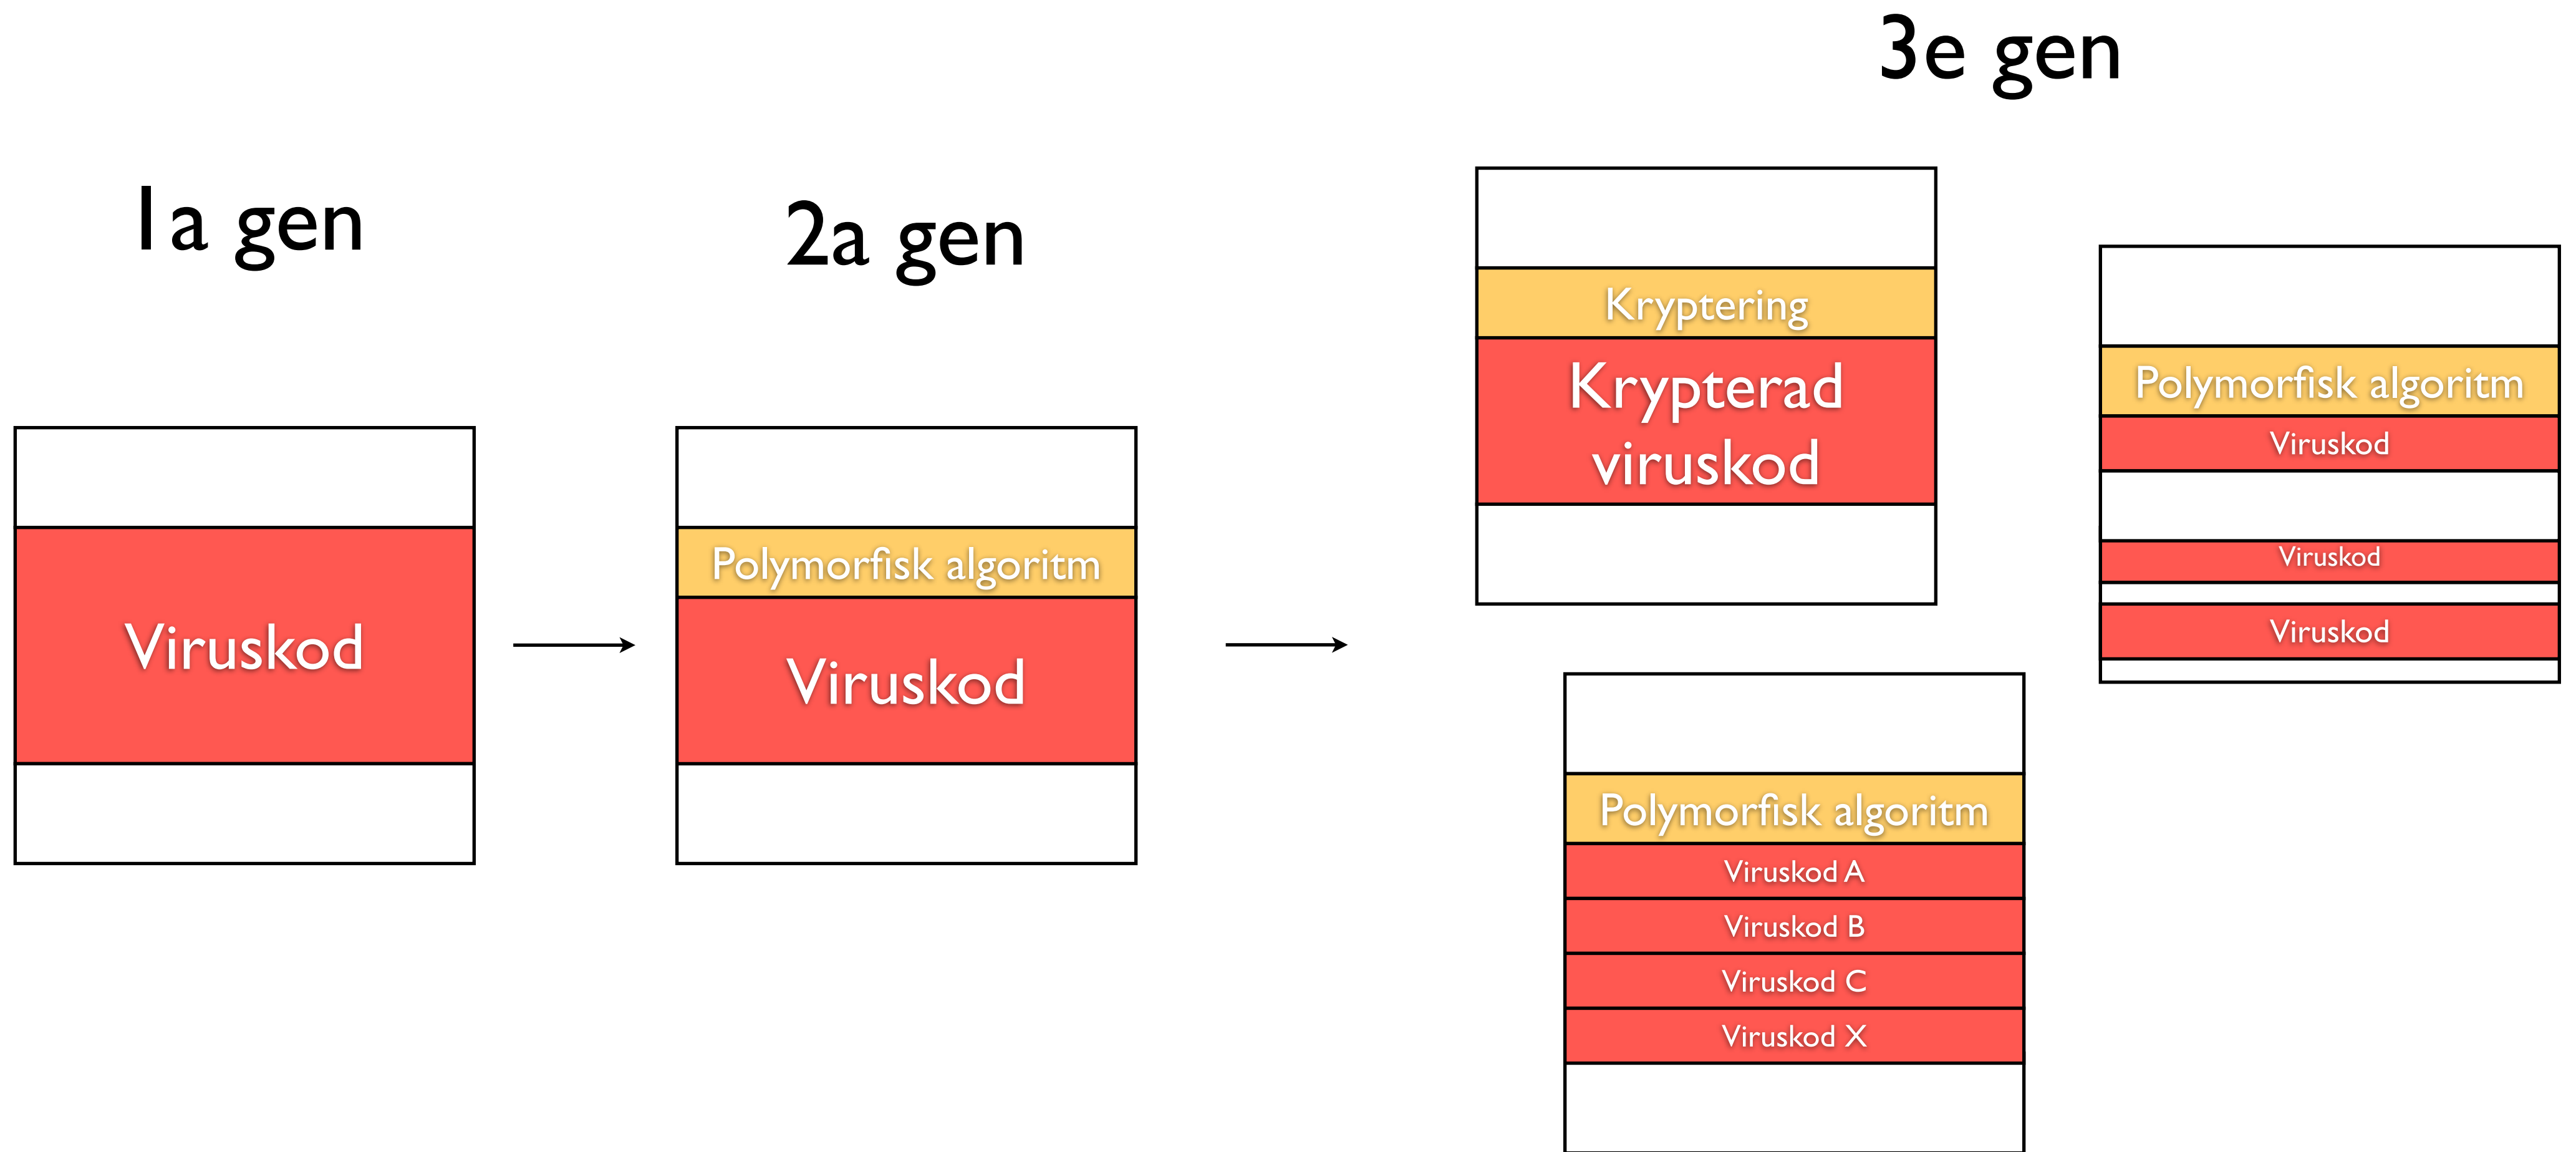 1a gen
Viruskod
2a gen
Polymorfisk algoritm
Viruskod
3e gen
Kryptering
Krypterad
viruskod
Polymorfisk algoritm
Viruskod
Viruskod
Viruskod
Polymorfisk algoritm
Viruskod A
Viruskod B
Viruskod C
Viruskod X